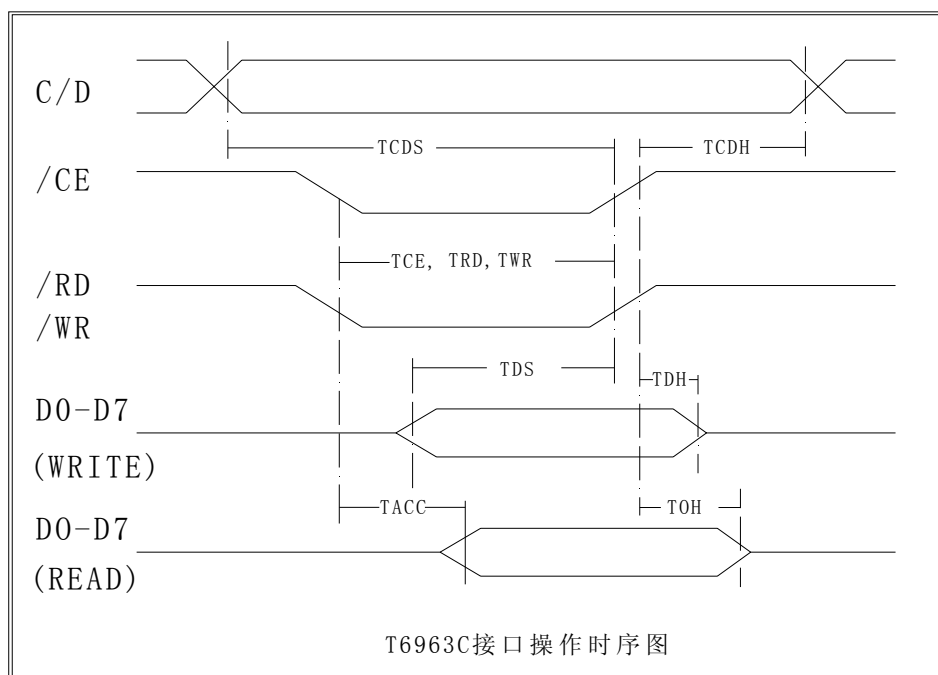 C/D
TCDS
TCDH
/CE
TCE, TRD, TWR
/RD
/WR
TDS
TDH
D0-D7
(WRITE)
TACC
TOH
D0-D7
(READ)
T6963C接口操作时序图